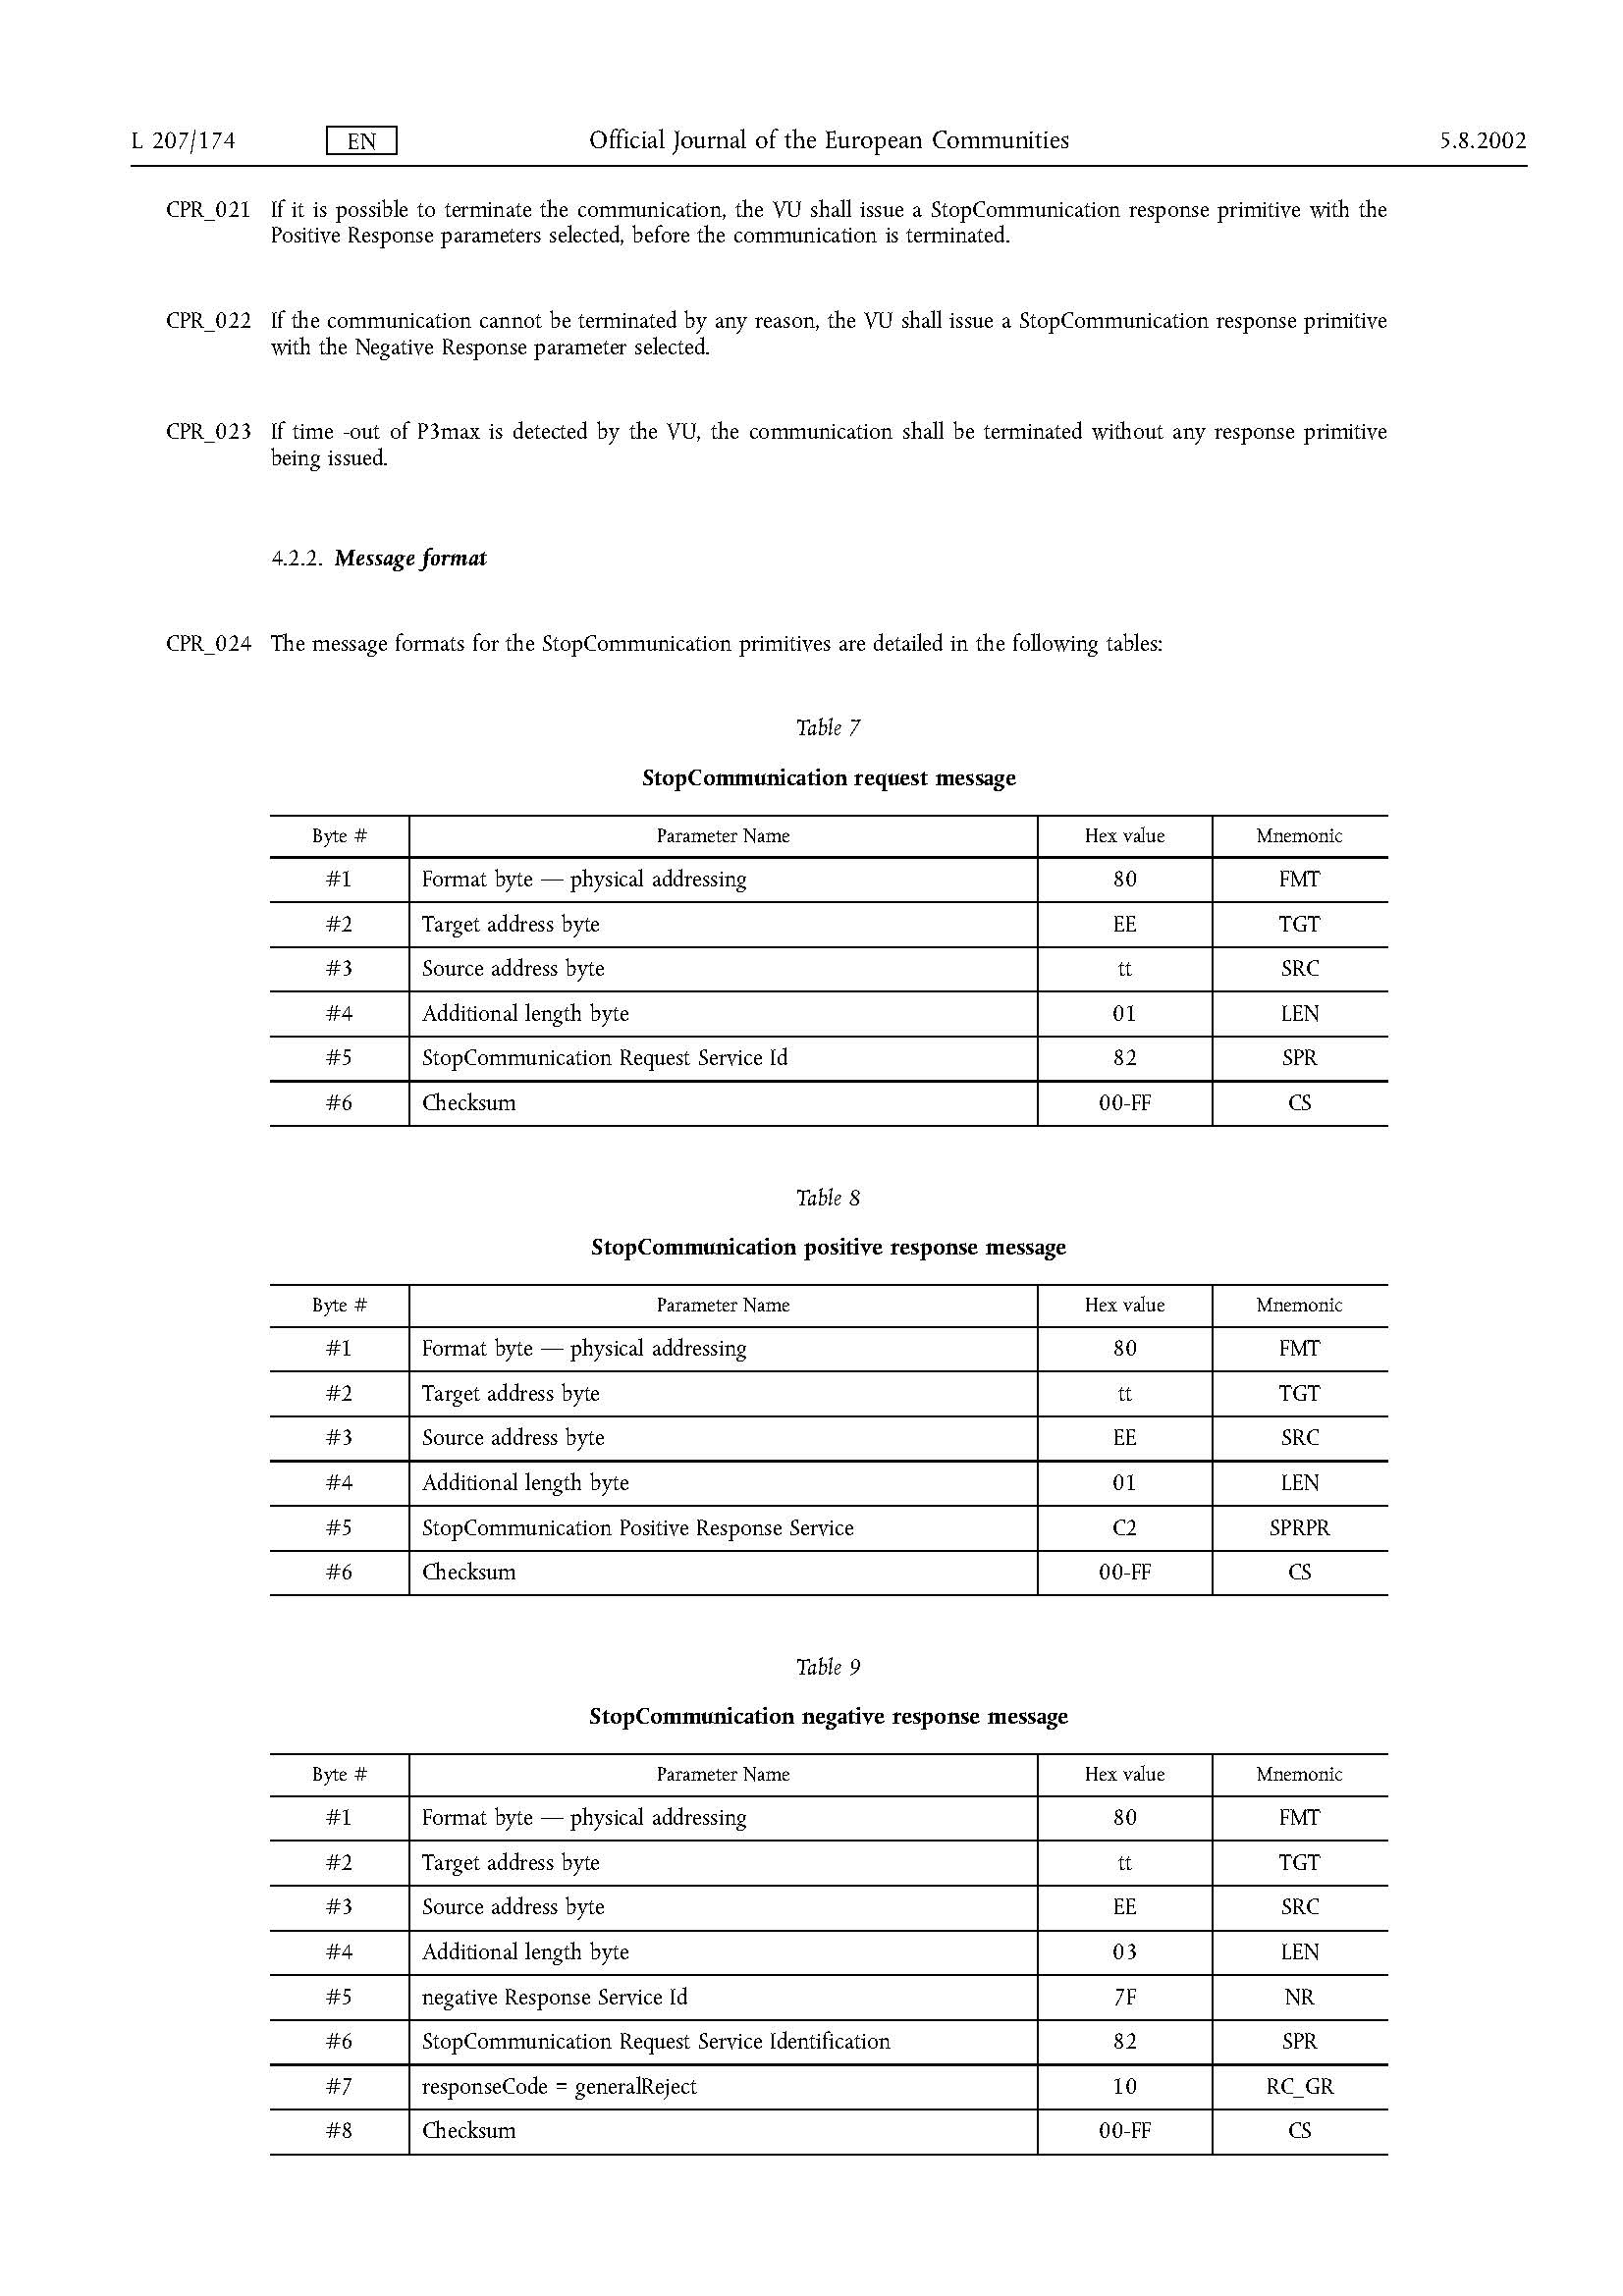 L 207/174 EN Official Journal of the European Communities 5.8.2002
CPR_021 If it is possible to terminate the communication, the VU shall issue a StopCommunication response primitive with the
Positive Response parameters selected, before the communication is terminated.
CPR_022 If the communication cannot be terminated by any reason, the VU shall issue a StopCommunication response primitive
with the Negative Response parameter selected.
CPR_023 If time -out of P3max is detected by the VU, the communication shall be terminated without any response primitive
being issued.
4.2.2. Message format
CPR_024 The message formats for the StopCommunication primitives are detailed in the following tables:
Table 7
StopCommunication request message
Byte # Parameter Name Hex value Mnemonic
#1 Format byte — physical addressing 80 FMT
#2 Target address byte EE TGT
#3 Source address byte tt SRC
#4 Additional length byte 01 LEN
#5 StopCommunication Request Service Id 82 SPR
#6 Checksum 00-FF CS
Table 8
StopCommunication positive response message
Byte # Parameter Name Hex value Mnemonic
#1 Format byte — physical addressing 80 FMT
#2 Target address byte tt TGT
#3 Source address byte EE SRC
#4 Additional length byte 01 LEN
#5 StopCommunication Positive Response Service C2 SPRPR
#6 Checksum 00-FF CS
Table 9
StopCommunication negative response message
Byte # Parameter Name Hex value Mnemonic
#1 Format byte — physical addressing 80 FMT
#2 Target address byte tt TGT
#3 Source address byte EE SRC
#4 Additional length byte 03 LEN
#5 negative Response Service Id 7F NR
#6 StopCommunication Request Service Identification 82 SPR
#7 responseCode = generalReject 10 RC_GR
#8 Checksum 00-FF CS